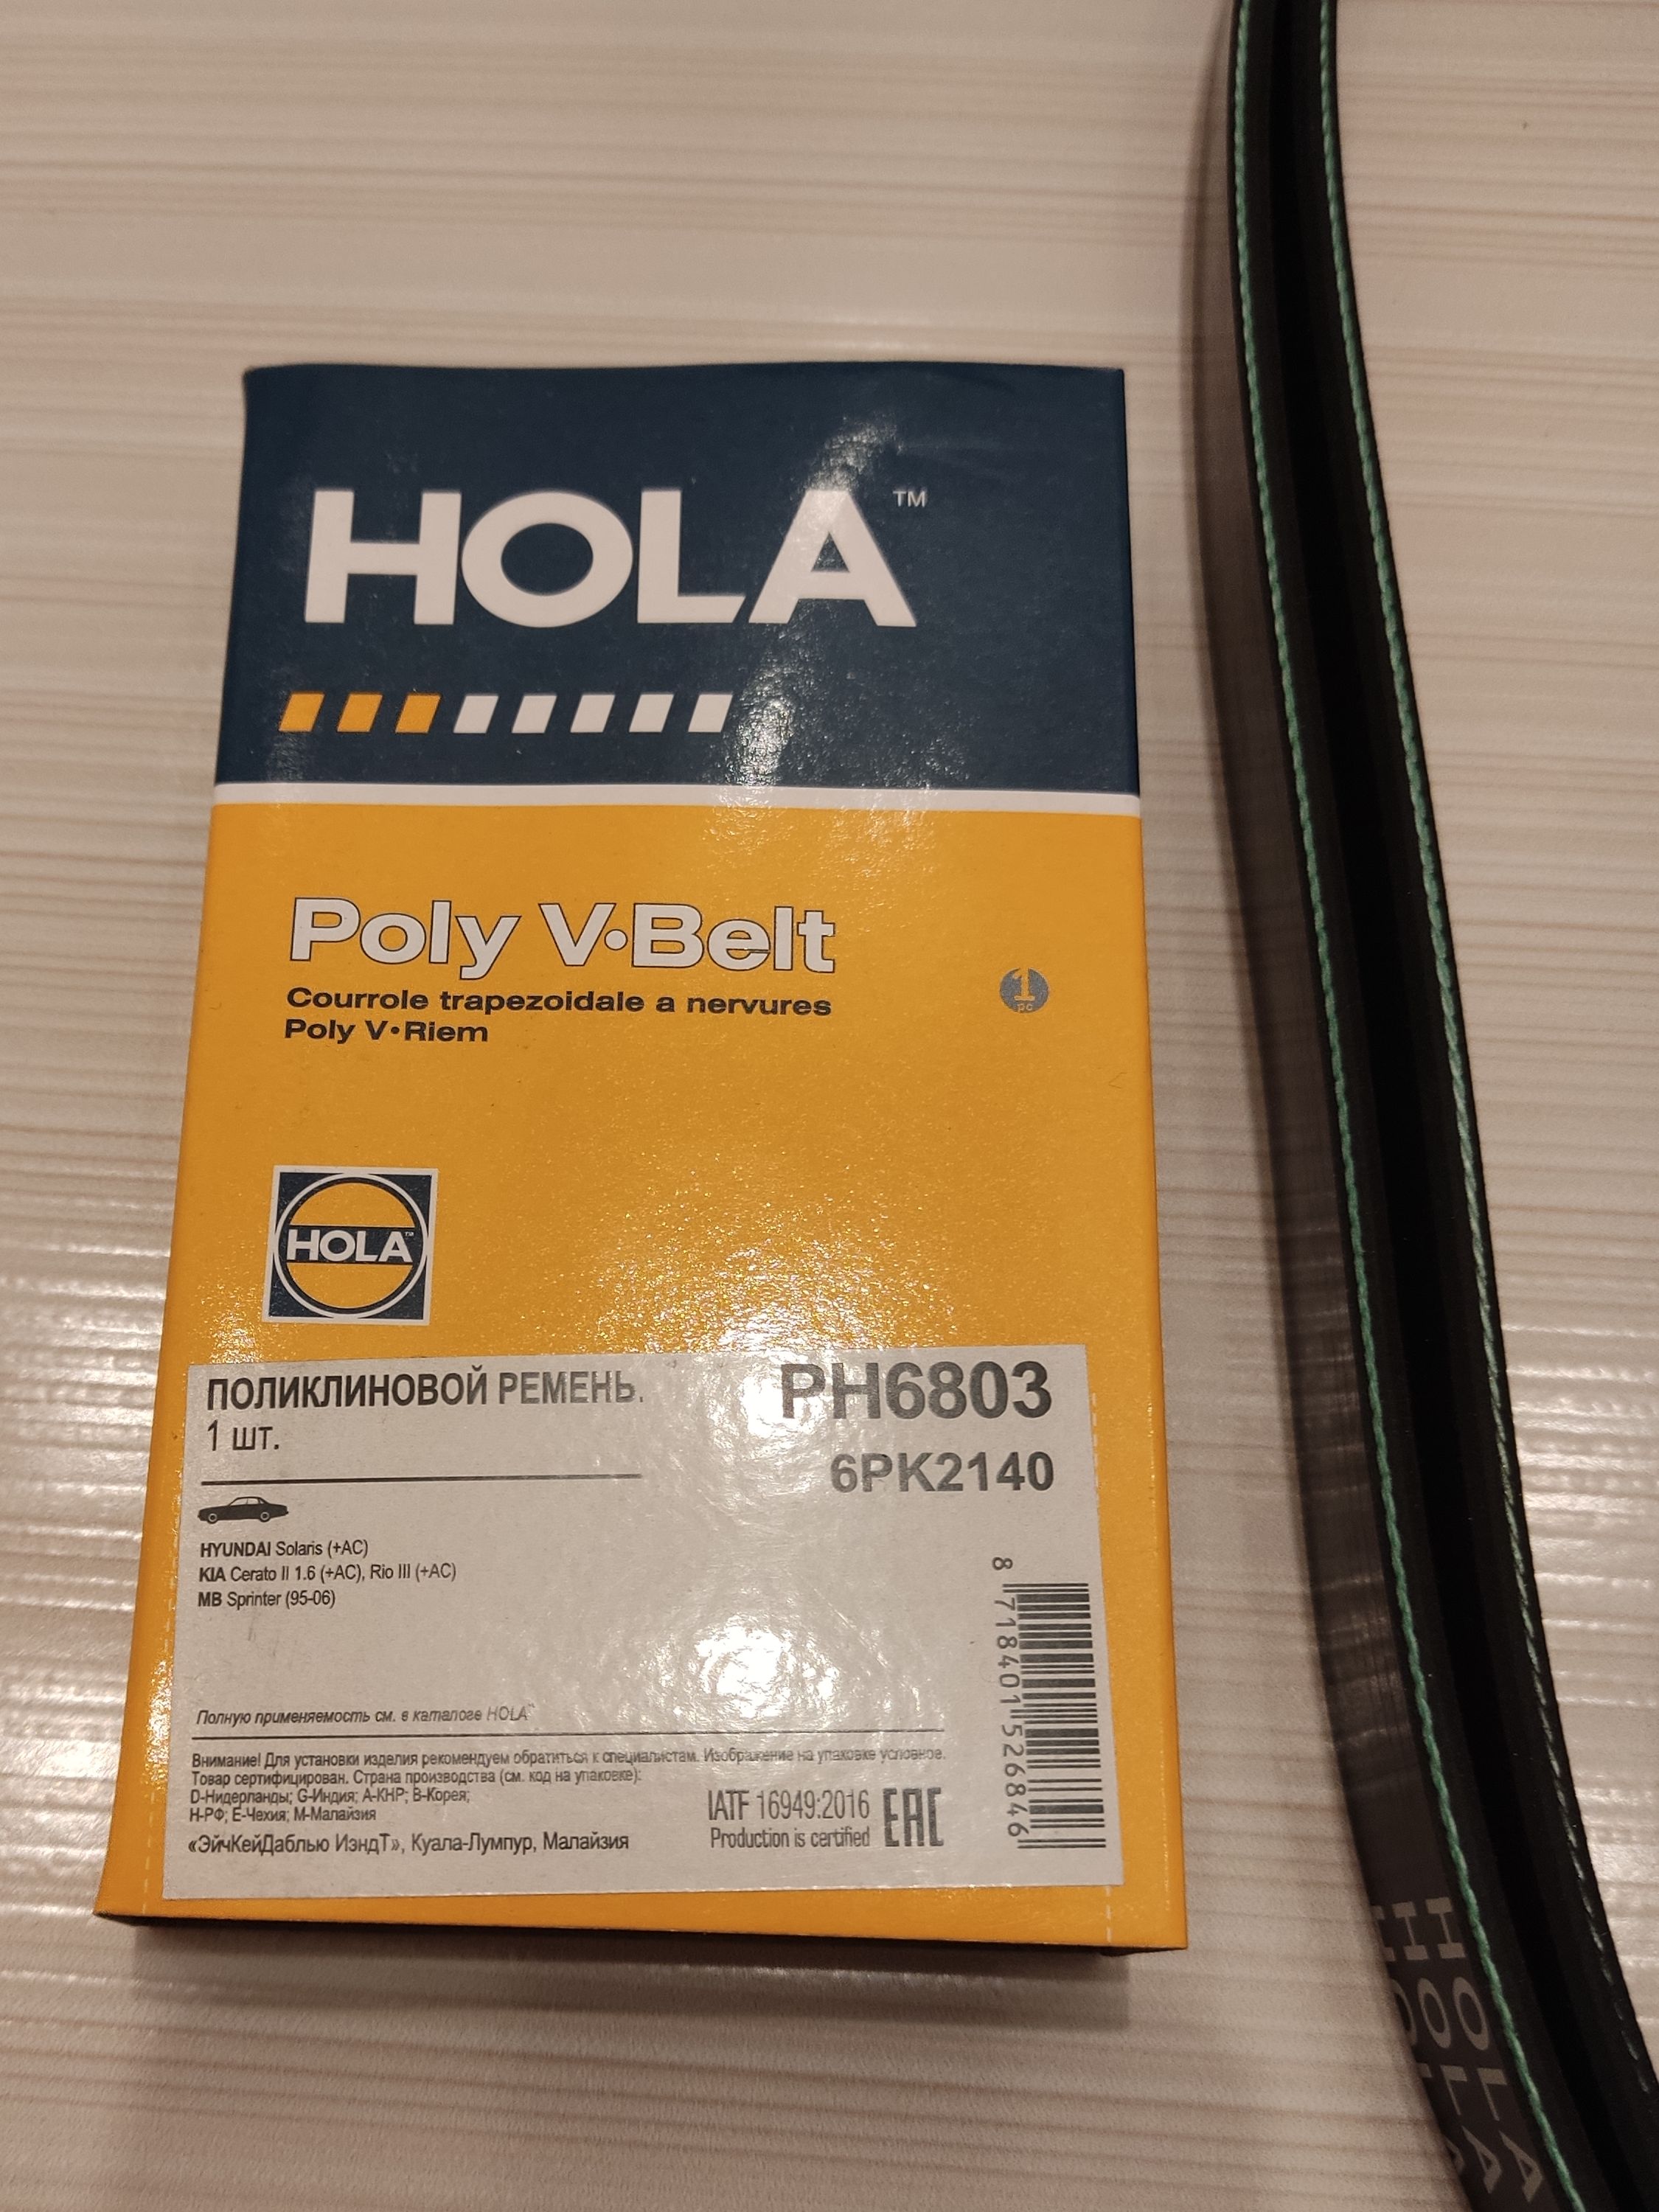 HOLA™
Poly V•Belt
Courrole trapezoidale a nervures
Poly V•Riem
1
pc
HOLA™
ПОЛИКЛИНОВОЙ РЕМЕНЬ.
1 шт.
PH6803
6PK2140
HYUNDAI Solaris (+AC)
KIA Cerato II 1.6 (+AC), Rio III (+AC)
MB Sprinter (95-06)
8 718401 526846
Полную применяемость см. в каталоге HOLA™
Внимание! Для установки изделия рекомендуем обратиться к специалистам. Изображение на упаковке условное.
Товар сертифицирован. Страна производства (см. код на упаковке):
D-Нидерланды; G-Индия; A-КНР; B-Корея;
H-РФ; E-Чехия; M-Малайзия
«ЭйчКейДаблью ИэндТ», Куала-Лумпур, Малайзия
IATF 16949:2016
Production is certified
EAC
HOLA
HOLA